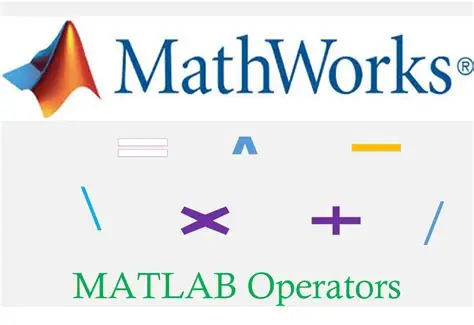 MathWorks®
= ^ −
\ × + /
MATLAB Operators